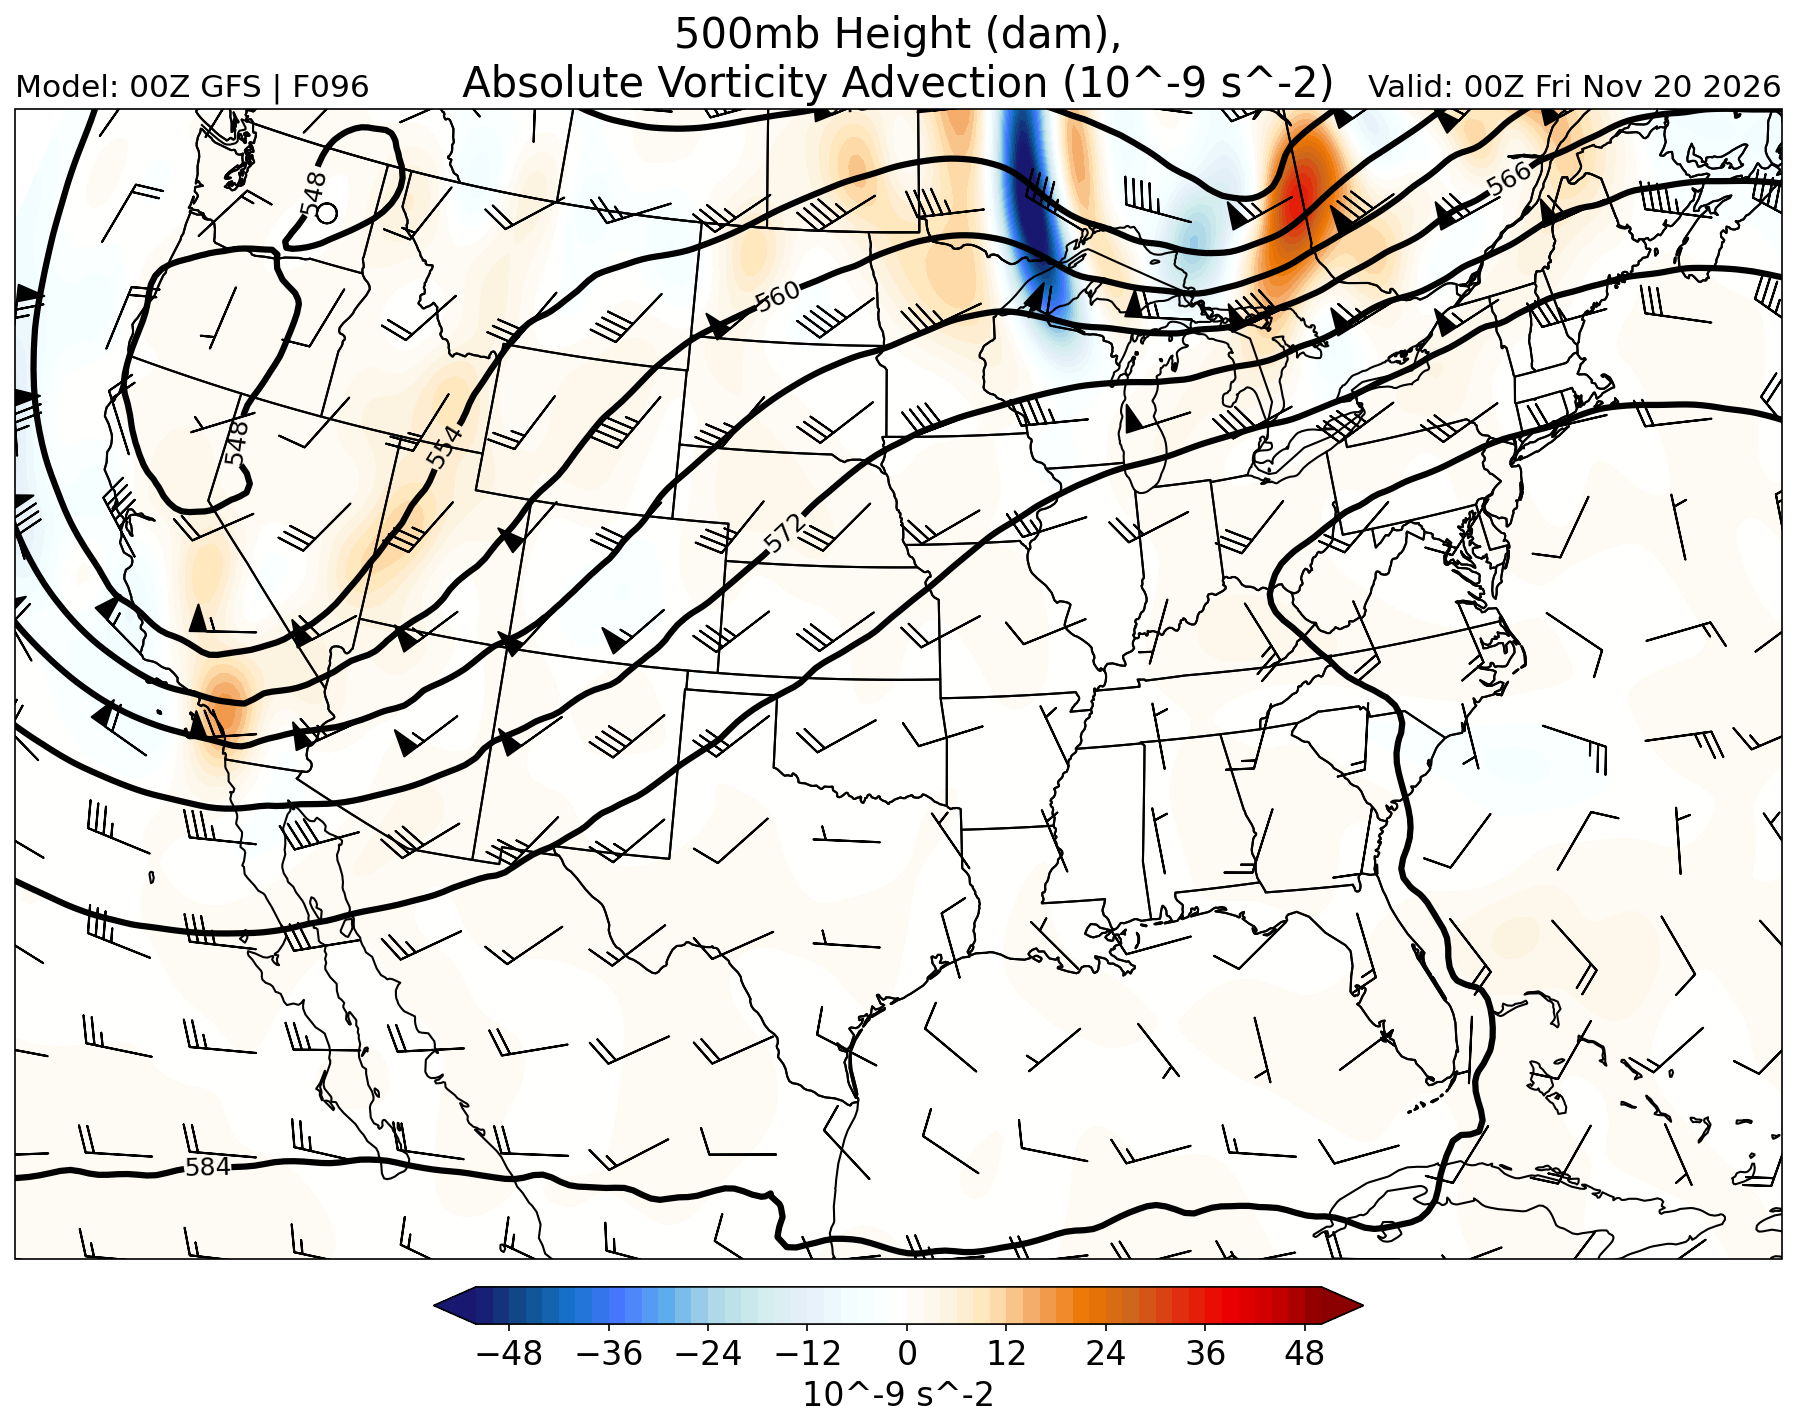 500mb Height (dam),
Model: 00Z GFS | F096
Absolute Vorticity Advection (10^-9 s^-2)
Valid: 00Z Fri Nov 20 2026
548
566
560
548
554
572
584
−48 −36 −24 −12 0 12 24 36 48
10^-9 s^-2